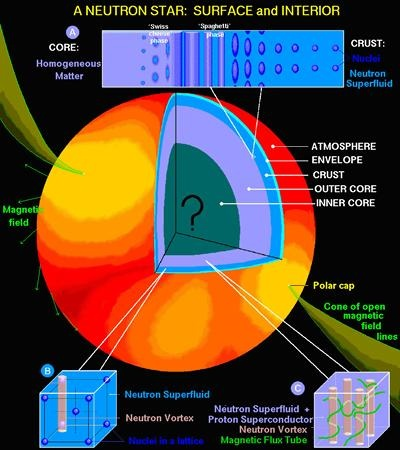 A NEUTRON STAR: SURFACE and INTERIOR
'Swiss
cheese'
phase
'Spaghetti'
phase
A
CORE:
Homogeneous
Matter
CRUST:
Nuclei
Neutron
Superfluid
ATMOSPHERE
ENVELOPE
CRUST
OUTER CORE
INNER CORE
?
Magnetic
field
Polar cap
Cone of open
magnetic
field
lines
B
Neutron Superfluid
Neutron Vortex
Nuclei in a lattice
C
Neutron Superfluid +
Proton Superconductor
Neutron Vortex
Magnetic Flux Tube